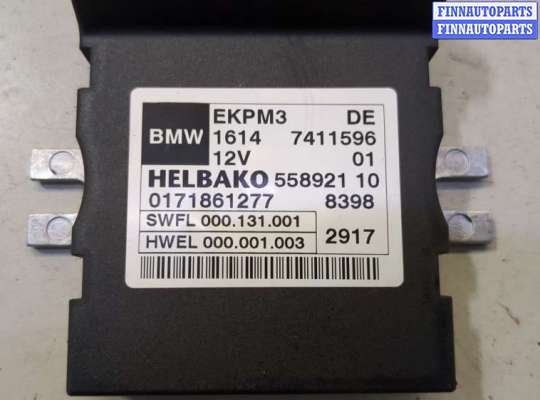 FINNAUTOPARTS
FINNAUTOPARTS
EKPM3 DE
BMW 1614 7411596
12V 01
HELBAKO 558921 10
0171861277 8398
SWFL 000.131.001
HWEL 000.001.003 2917